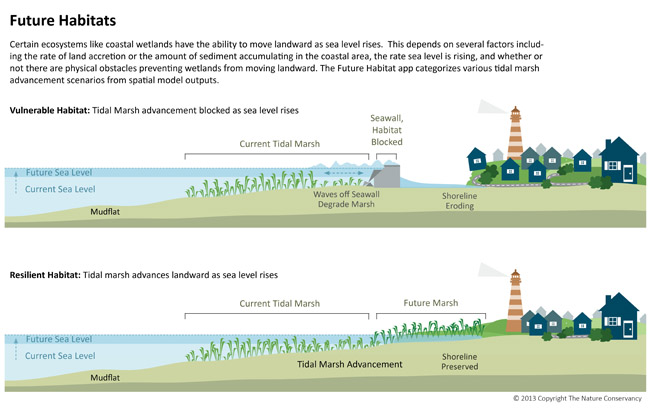 Future Habitats
Certain ecosystems like coastal wetlands have the ability to move landward as sea level rises.  This depends on several factors includ-
ing the rate of land accretion or the amount of sediment accumulating in the coastal area, the rate sea level is rising, and whether or
not there are physical obstacles preventing wetlands from moving landward. The Future Habitat app categorizes various tidal marsh
advancement scenarios from spatial model outputs.
Vulnerable Habitat: Tidal Marsh advancement blocked as sea level rises
Seawall,
Habitat
Blocked
Current Tidal Marsh
Future Sea Level
Current Sea Level
Waves off Seawall
Degrade Marsh
Shoreline
Eroding
Mudflat
Resilient Habitat: Tidal marsh advances landward as sea level rises
Current Tidal Marsh
Future Marsh
Future Sea Level
Current Sea Level
Tidal Marsh Advancement
Shoreline
Preserved
Mudflat
© 2013 Copyright The Nature Conservancy